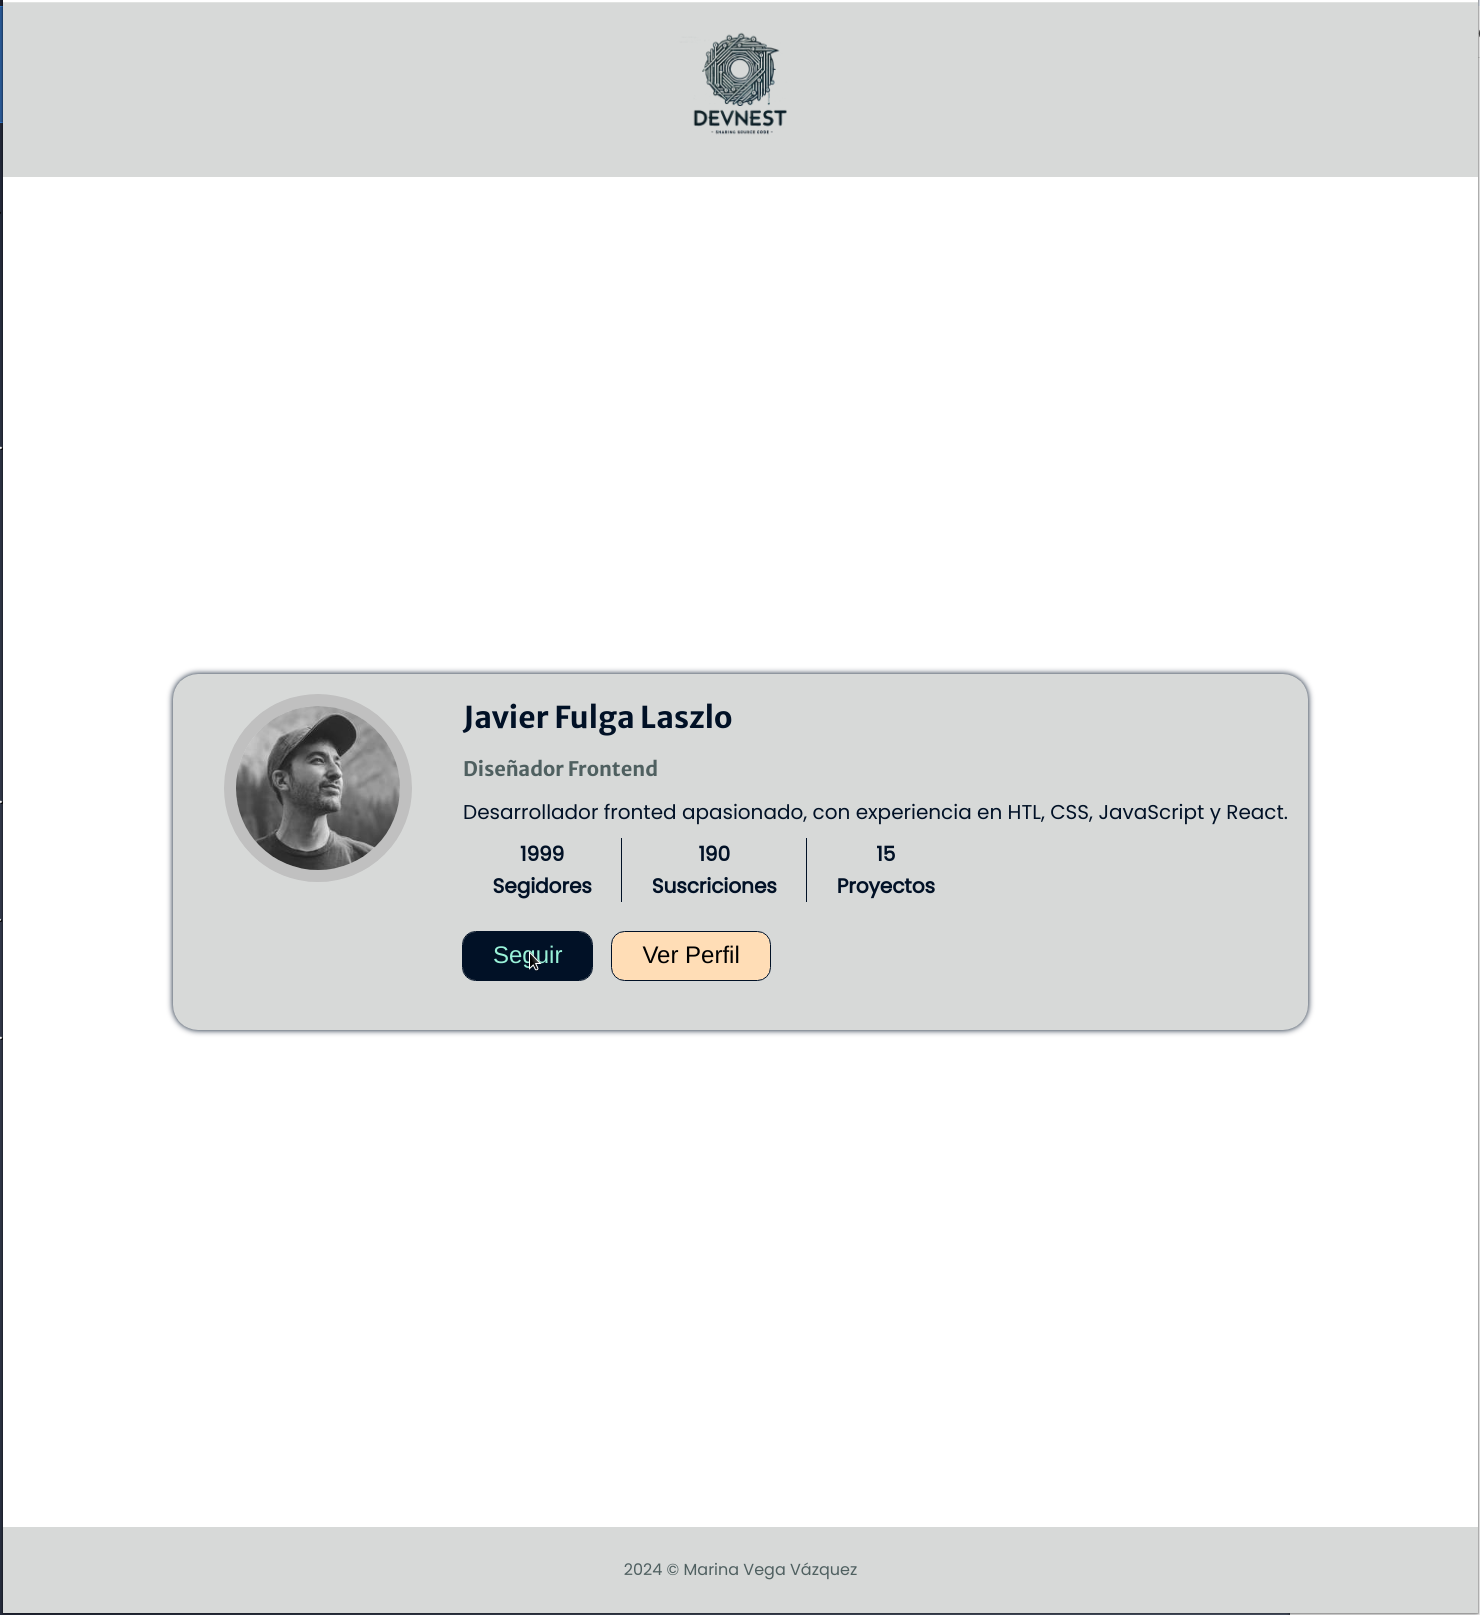 DEVNEST
- SHARING SOURCE CODE -
Javier Fulga Laszlo
Diseñador Frontend
Desarrollador fronted apasionado, con experiencia en HTL, CSS, JavaScript y React.
1999 190 15
Segidores Suscriciones Proyectos
Seguir Ver Perfil
2024 © Marina Vega Vázquez